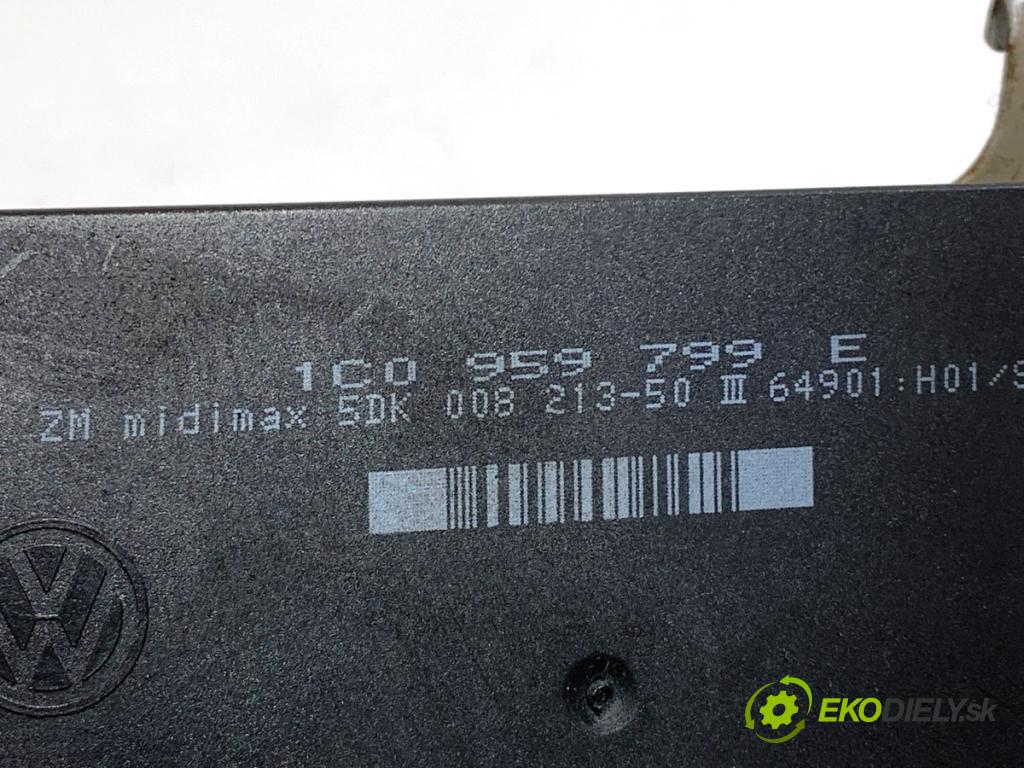 1C0 959 799 E
ZM midimax 5DK 008 213-50 III 64901:H01/S
EKODIELY.sk